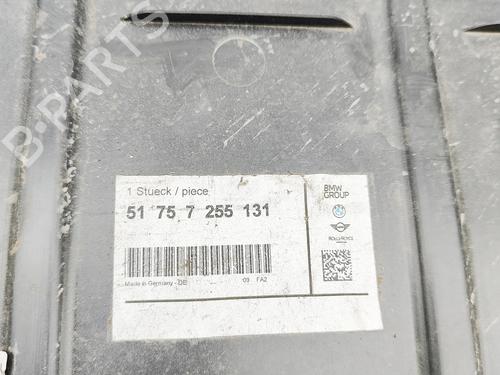 B-PARTS
1 Stueck / piece
51 75 7 255 131
BMW
GROUP
ROLLS-ROYCE
Made in Germany - DE
09 FA2